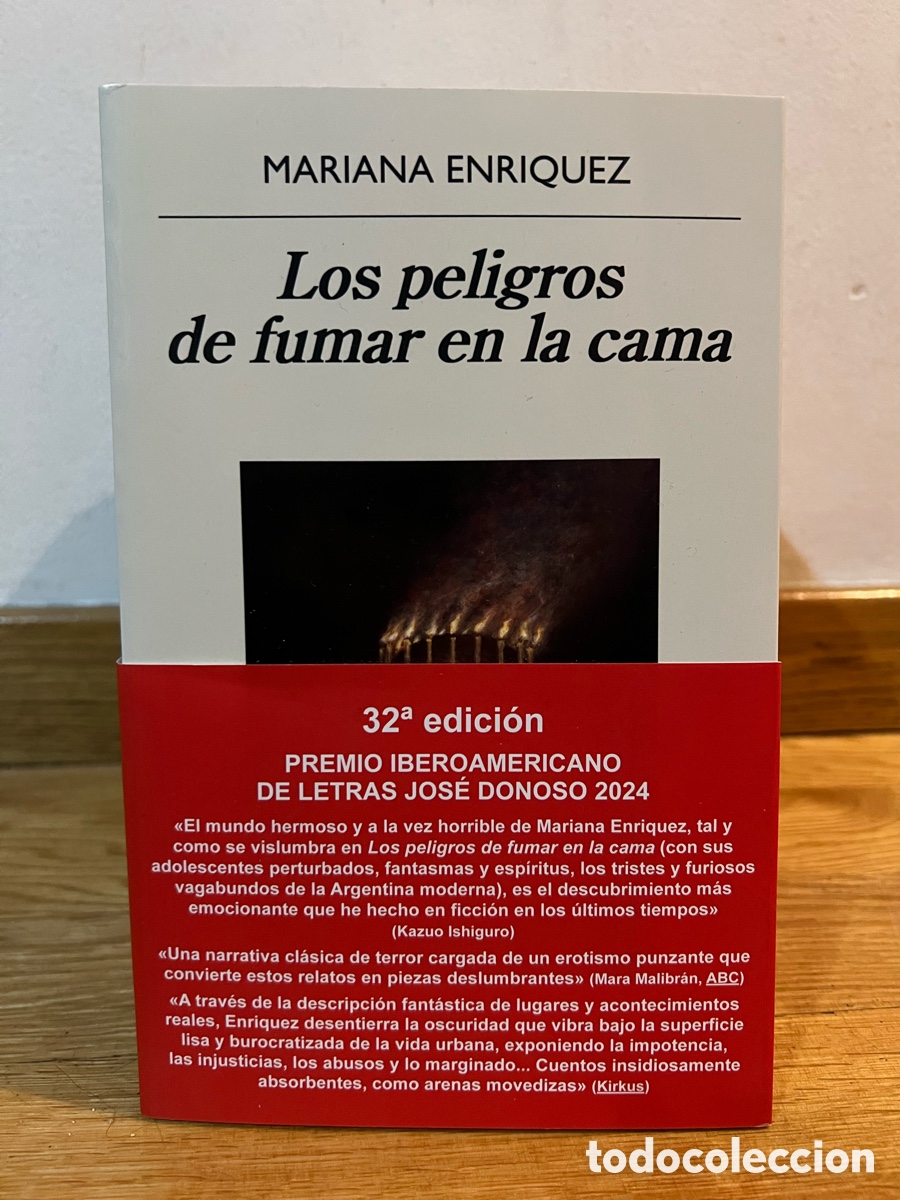 MARIANA ENRIQUEZ
Los peligros
de fumar en la cama
32ª edición
PREMIO IBEROAMERICANO
DE LETRAS JOSÉ DONOSO 2024
«El mundo hermoso y a la vez horrible de Mariana Enriquez, tal y
como se vislumbra en Los peligros de fumar en la cama (con sus
adolescentes perturbados, fantasmas y espíritus, los tristes y furiosos
vagabundos de la Argentina moderna), es el descubrimiento más
emocionante que he hecho en ficción en los últimos tiempos»
(Kazuo Ishiguro)
«Una narrativa clásica de terror cargada de un erotismo punzante que
convierte estos relatos en piezas deslumbrantes» (Mara Malibrán, ABC)
«A través de la descripción fantástica de lugares y acontecimientos
reales, Enriquez desentierra la oscuridad que vibra bajo la superficie
lisa y burocratizada de la vida urbana, exponiendo la impotencia,
las injusticias, los abusos y lo marginado... Cuentos insidiosamente
absorbentes, como arenas movedizas» (Kirkus)
todocoleccion